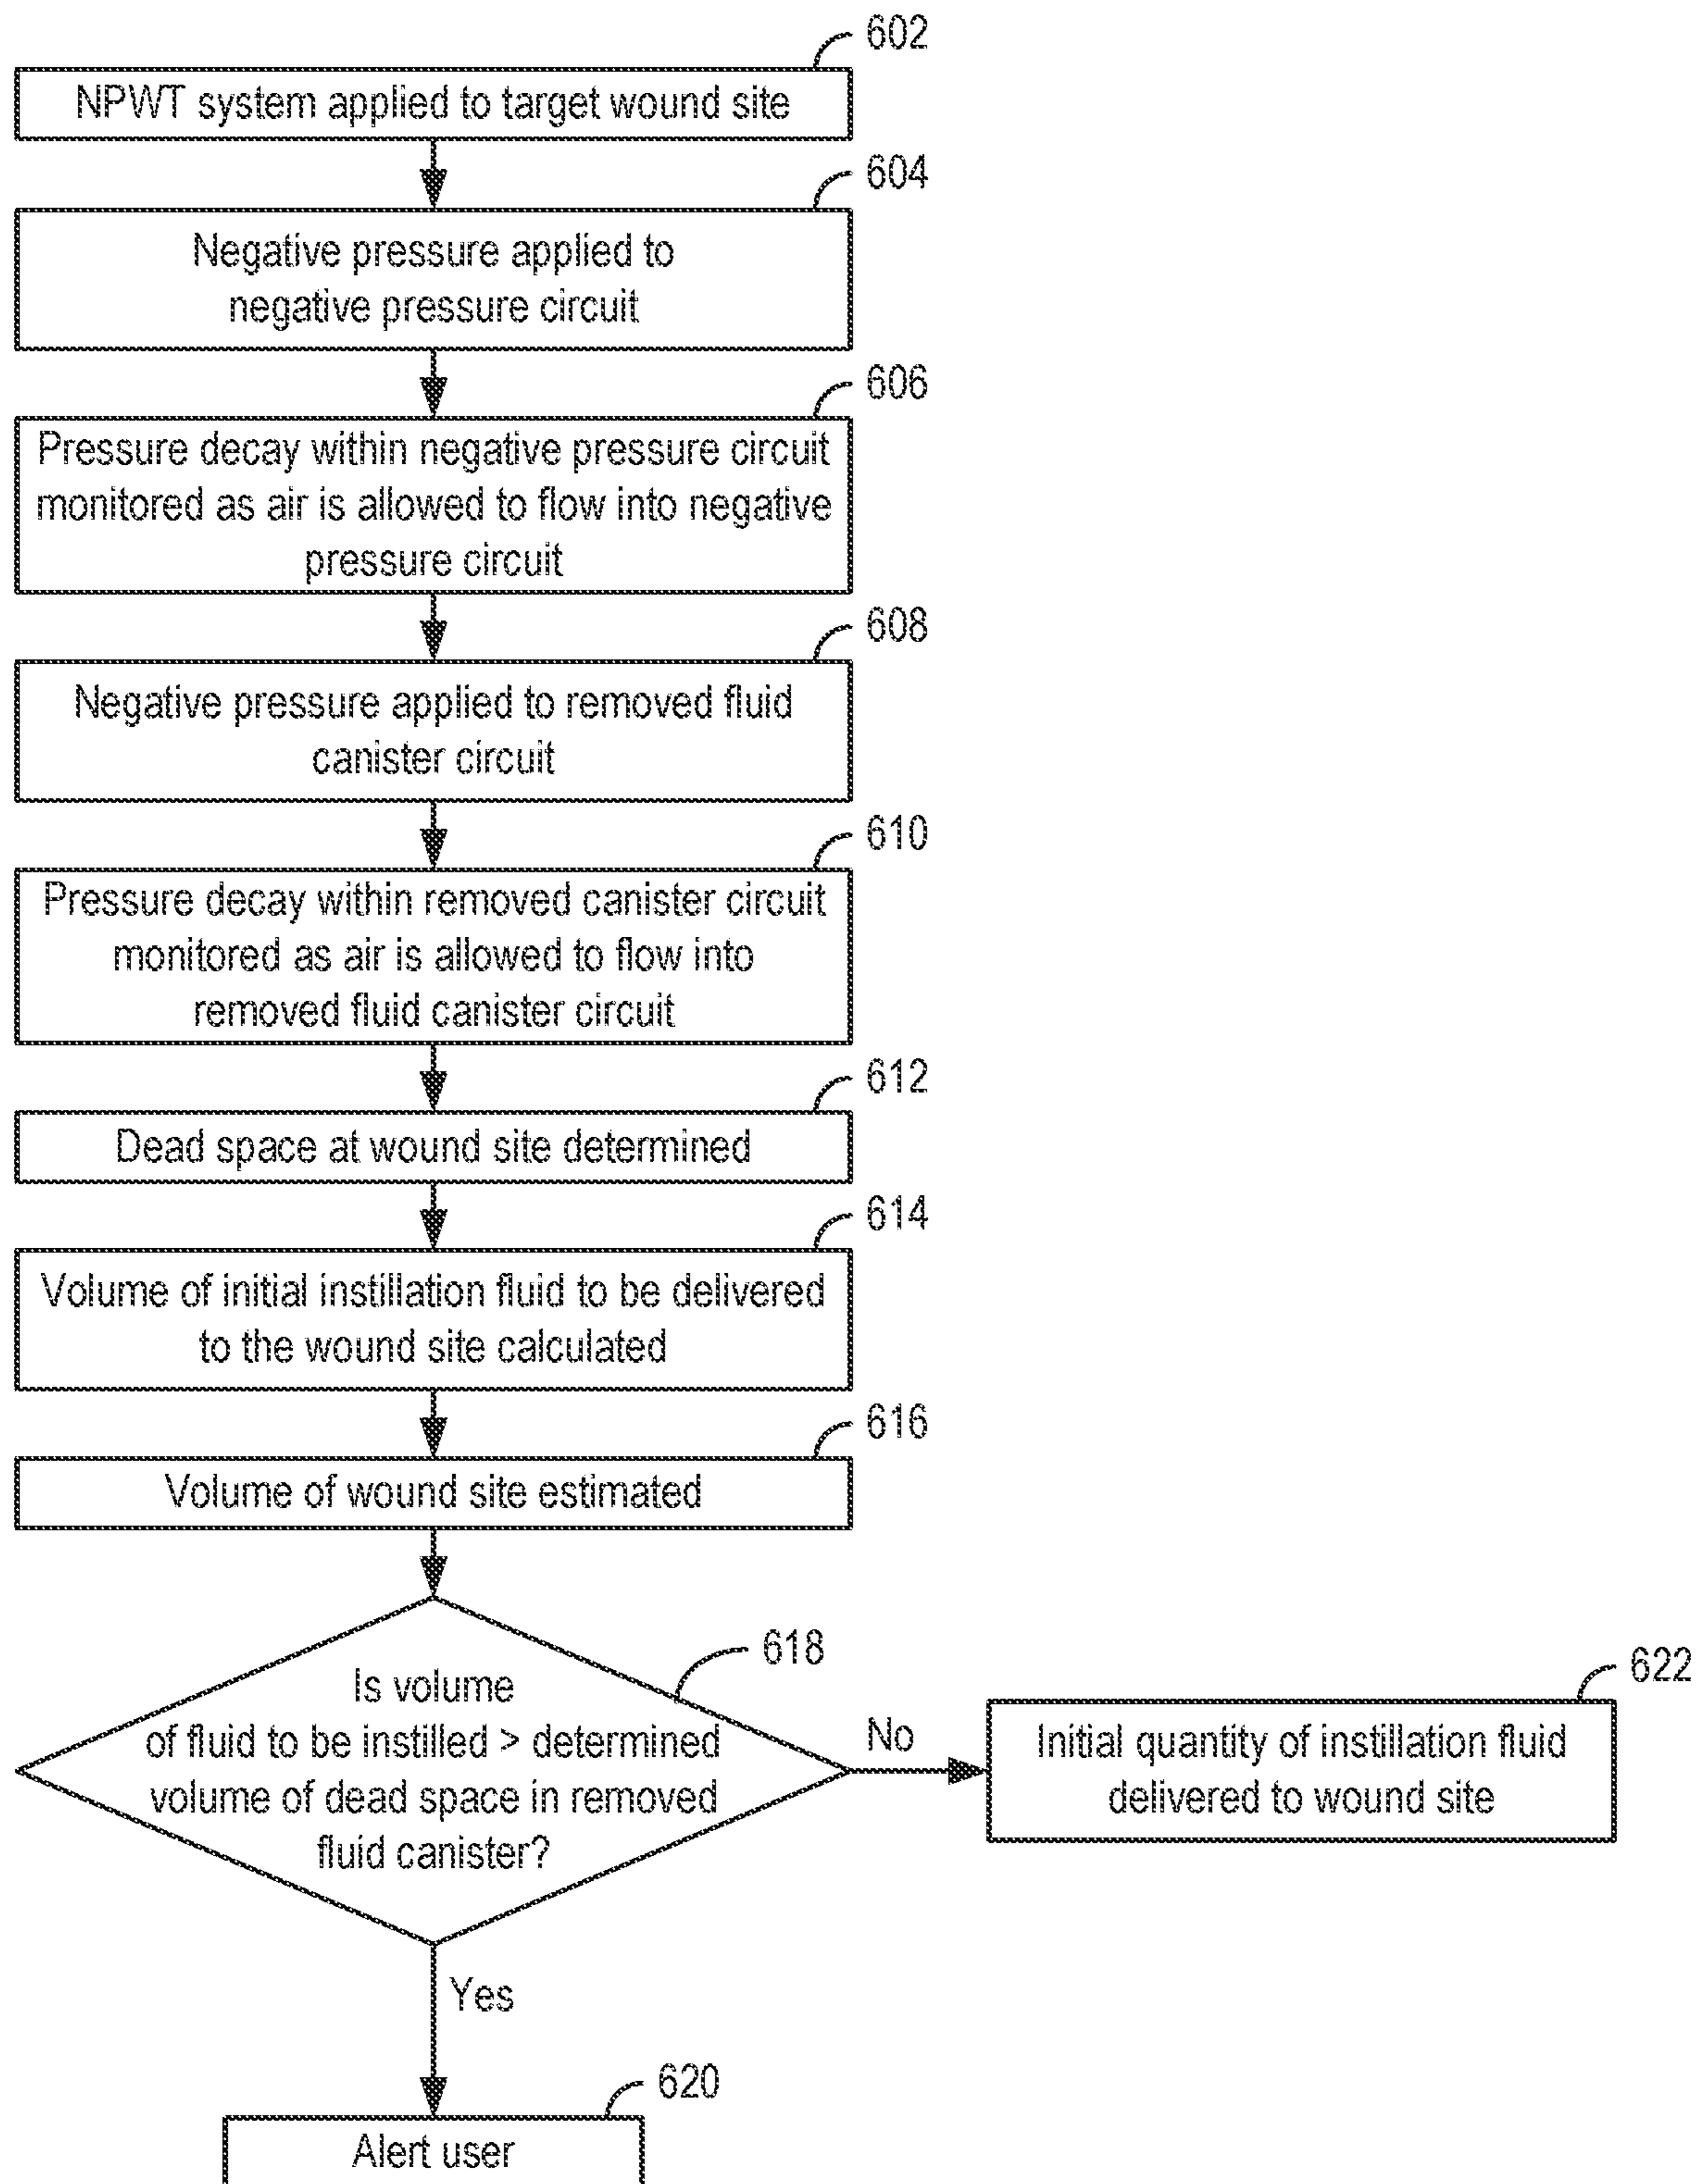 602
NPWT system applied to target wound site
604
Negative pressure applied to
negative pressure circuit
606
Pressure decay within negative pressure circuit
monitored as air is allowed to flow into negative
pressure circuit
608
Negative pressure applied to removed fluid
canister circuit
610
Pressure decay within removed canister circuit
monitored as air is allowed to flow into
removed fluid canister circuit
612
Dead space at wound site determined
614
Volume of initial instillation fluid to be delivered
to the wound site calculated
616
Volume of wound site estimated
618
Is volume
of fluid to be instilled > determined
volume of dead space in removed
fluid canister?
No
622
Initial quantity of instillation fluid
delivered to wound site
Yes
620
Alert user